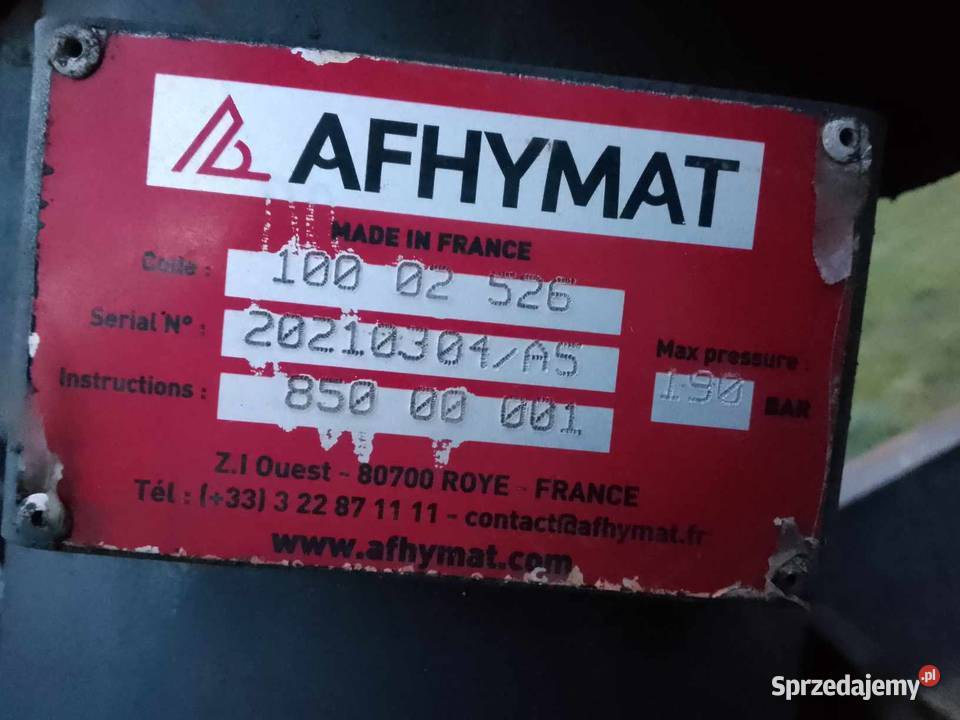 AFHYMAT
MADE IN FRANCE
Code : 100 02 526
Serial N° : 20210304/AS
Instructions : 850 00 001
Max pressure :
190 BAR
Z.I Ouest - 80700 ROYE - FRANCE
Tél : (+33) 3 22 87 11 11 - contact@afhymat.fr
www.afhymat.com
Sprzedajemy.pl